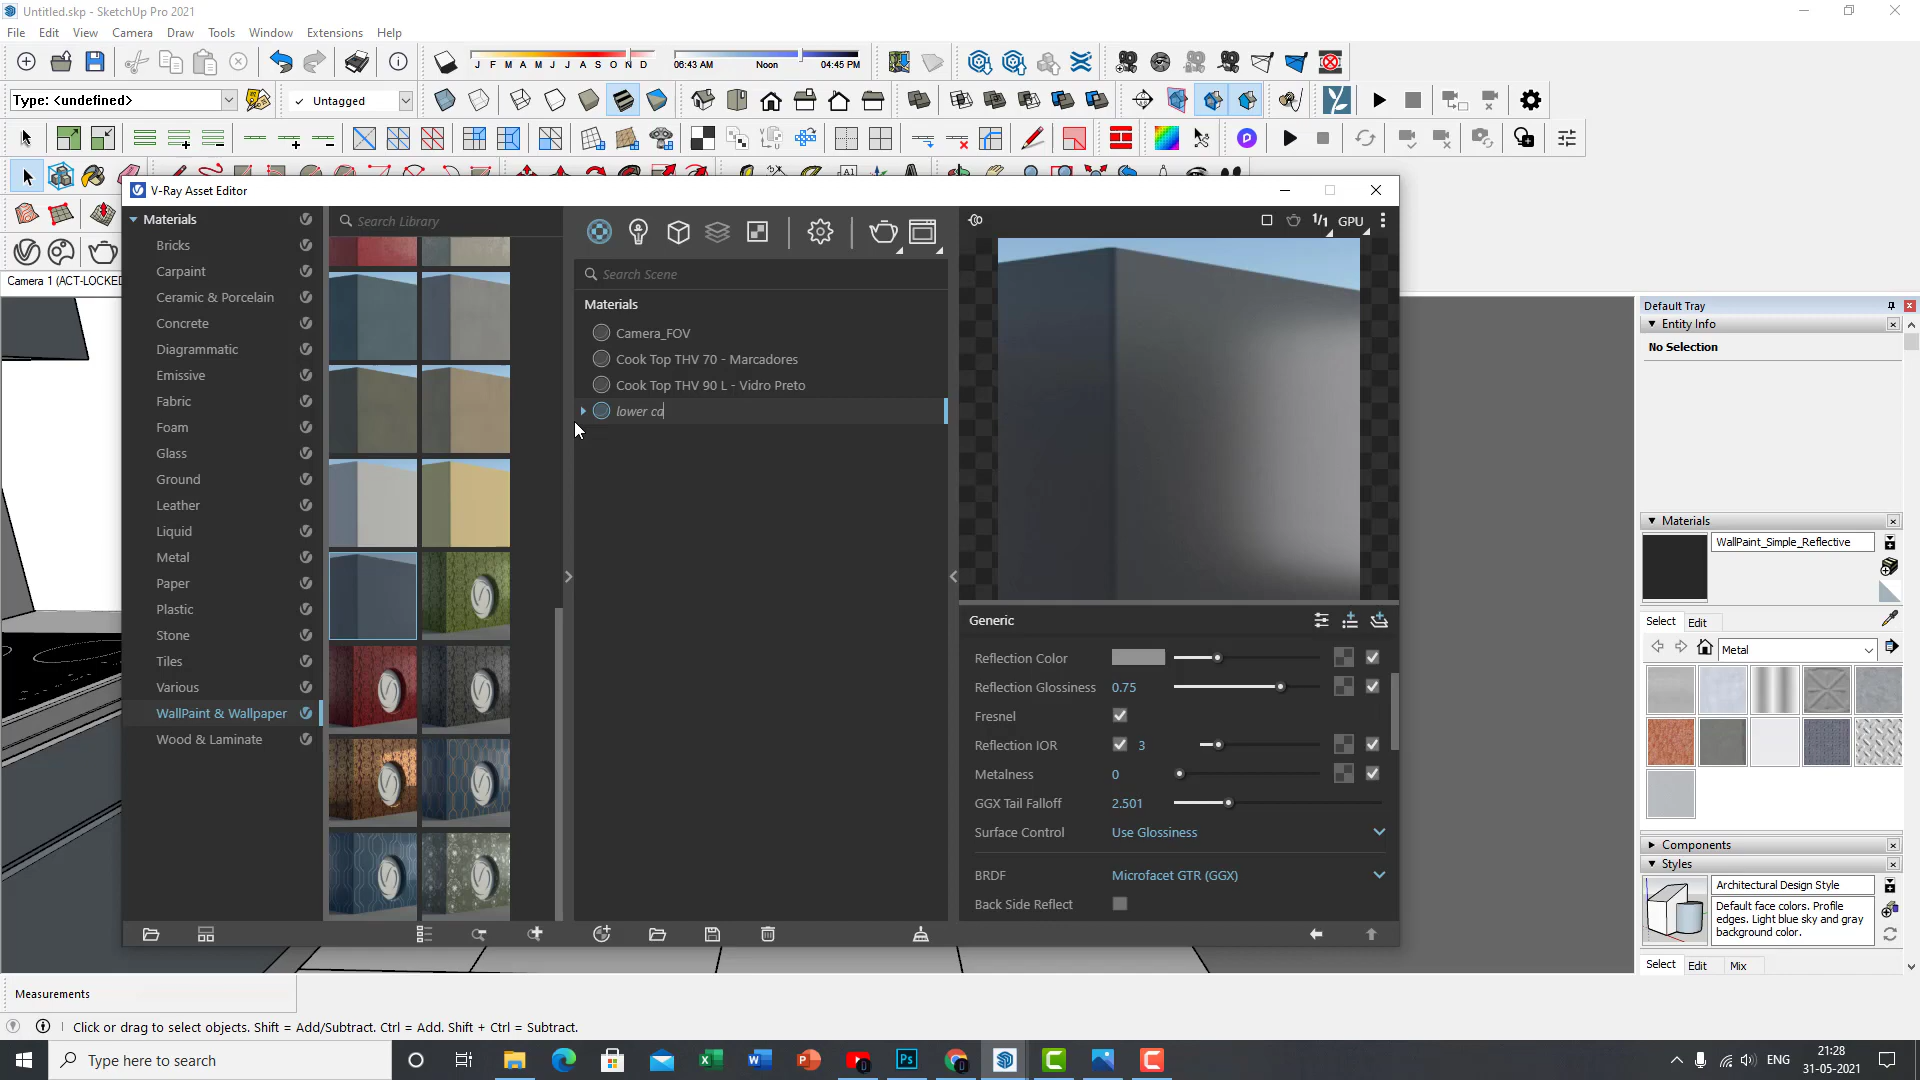 Untitled.skp - SketchUp Pro 2021
File Edit View Camera Draw Tools Window Extensions Help
J F M A M J J A S O N D
06:43 AM Noon 04:45 PM
Type: <undefined>
✓ Untagged
V-Ray Asset Editor
Camera 1 (ACT-LOCKED
Materials
Bricks
Carpaint
Ceramic & Porcelain
Concrete
Diagrammatic
Emissive
Fabric
Foam
Glass
Ground
Leather
Liquid
Metal
Paper
Plastic
Stone
Tiles
Various
WallPaint & Wallpaper
Wood & Laminate
Search Library
Search Scene
Materials
Camera_FOV
Cook Top THV 70 - Marcadores
Cook Top THV 90 L - Vidro Preto
lower ca
1/1 GPU
Generic
Reflection Color
Reflection Glossiness 0.75
Fresnel
Reflection IOR 3
Metalness 0
GGX Tail Falloff 2.501
Surface Control Use Glossiness
BRDF Microfacet GTR (GGX)
Back Side Reflect
Default Tray
Entity Info
No Selection
Materials
WallPaint_Simple_Reflective
Select Edit
Metal
Components
Styles
Architectural Design Style
Default face colors. Profile
edges. Light blue sky and gray
background color.
Select Edit Mix
Measurements
Click or drag to select objects. Shift = Add/Subtract. Ctrl = Add. Shift + Ctrl = Subtract.
Type here to search
ENG
21:28
31-05-2021